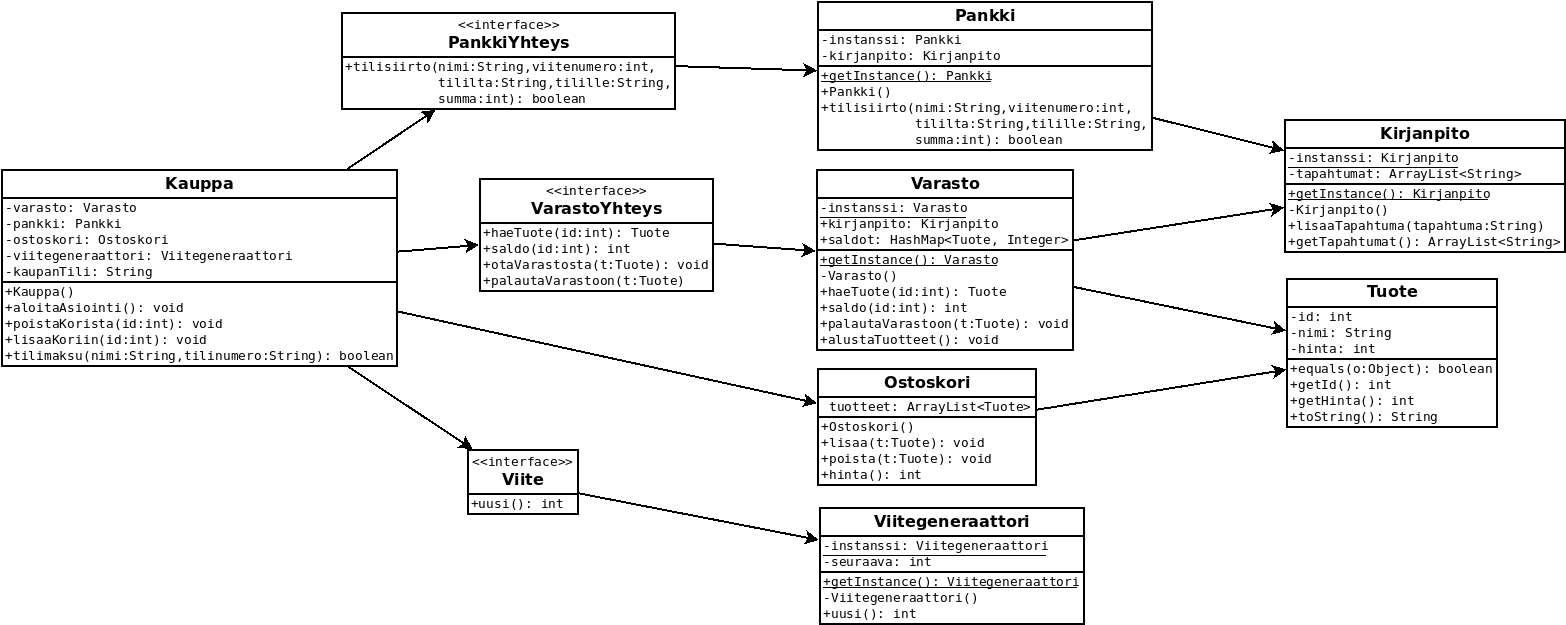 <<interface>>
PankkiYhteys
+tilisiirto(nimi:String,viitenumero:int,
tililta:String,tilille:String,
summa:int): boolean
Pankki
-instanssi: Pankki
-kirjanpito: Kirjanpito
+getInstance(): Pankki
+Pankki()
+tilisiirto(nimi:String,viitenumero:int,
tililta:String,tilille:String,
summa:int): boolean
Kirjanpito
-instanssi: Kirjanpito
-tapahtumat: ArrayList<String>
+getInstance(): Kirjanpito
-Kirjanpito()
+lisaaTapahtuma(tapahtuma:String)
+getTapahtumat(): ArrayList<String>
Kauppa
-varasto: Varasto
-pankki: Pankki
-ostoskori: Ostoskori
-viitegeneraattori: Viitegeneraattori
-kaupanTili: String
+Kauppa()
+aloitaAsiointi(): void
+poistaKorista(id:int): void
+lisaaKoriin(id:int): void
+tilimaksu(nimi:String,tilinumero:String): boolean
<<interface>>
VarastoYhteys
+haeTuote(id:int): Tuote
+saldo(id:int): int
+otaVarastosta(t:Tuote): void
+palautaVarastoon(t:Tuote)
Varasto
-instanssi: Varasto
+kirjanpito: Kirjanpito
+saldot: HashMap<Tuote, Integer>
+getInstance(): Varasto
-Varasto()
+haeTuote(id:int): Tuote
+saldo(id:int): int
+palautaVarastoon(t:Tuote): void
+alustaTuotteet(): void
Tuote
-id: int
-nimi: String
-hinta: int
+equals(o:Object): boolean
+getId(): int
+getHinta(): int
+toString(): String
Ostoskori
tuotteet: ArrayList<Tuote>
+Ostoskori()
+lisaa(t:Tuote): void
+poista(t:Tuote): void
+hinta(): int
<<interface>>
Viite
+uusi(): int
Viitegeneraattori
-instanssi: Viitegeneraattori
-seuraava: int
+getInstance(): Viitegeneraattori
-Viitegeneraattori()
+uusi(): int